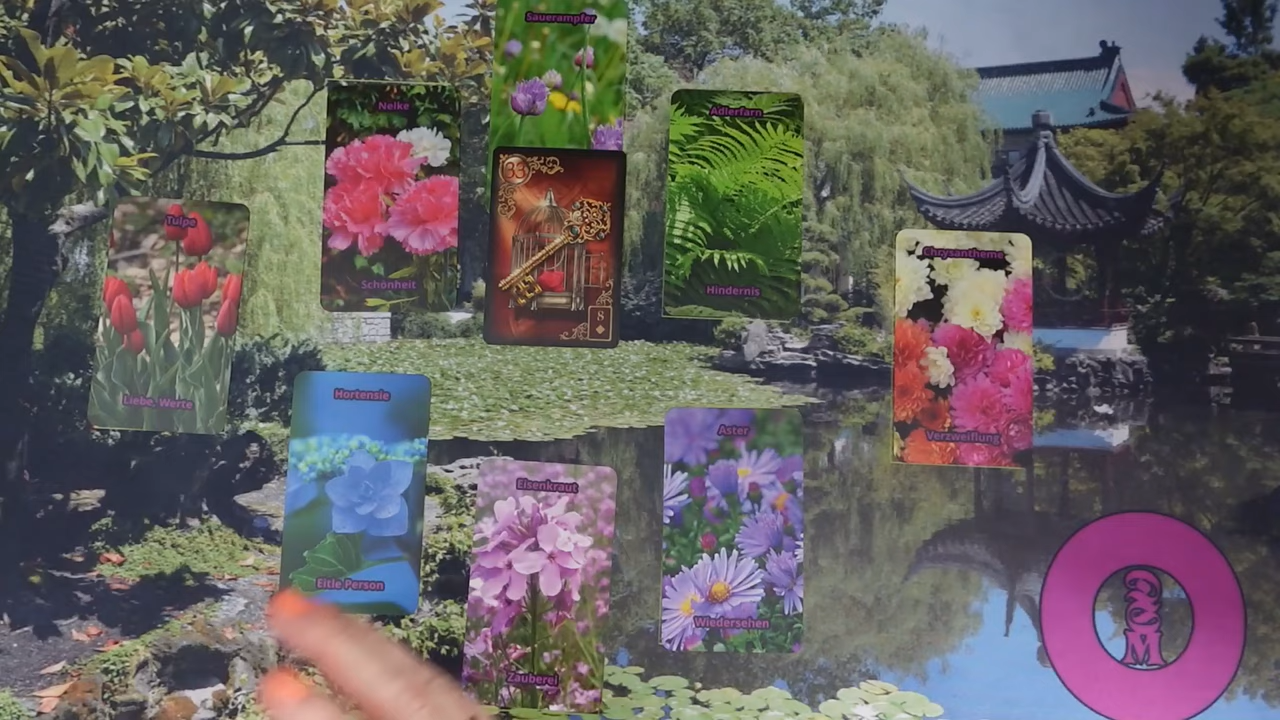 Sauerampfer
Nelke
Schönheit
Adlerfarn
Hindernis
33
8
Tulpe
Liebe, Werte
Chrysantheme
Verzweiflung
Hortensie
Eitle Person
Eisenkraut
Zauberei
Aster
Wiedersehen